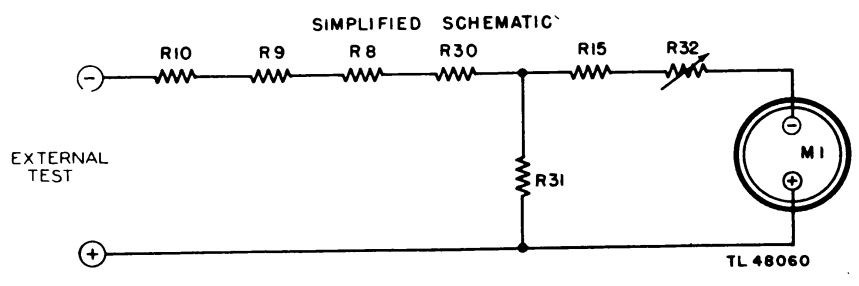 SIMPLIFIED SCHEMATIC
R10 R9 R8 R30 R15 R32
EXTERNAL
TEST
R31
M1
TL 48060